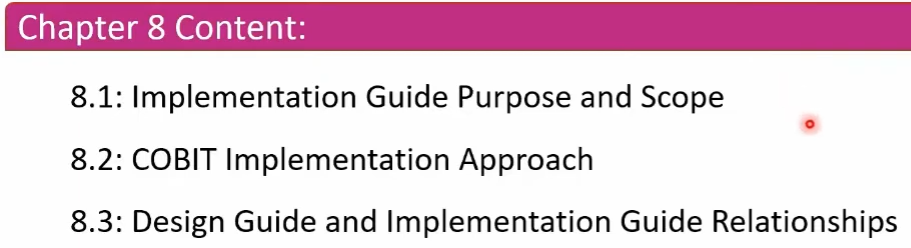 Chapter 8 Content:
8.1: Implementation Guide Purpose and Scope
8.2: COBIT Implementation Approach
8.3: Design Guide and Implementation Guide Relationships